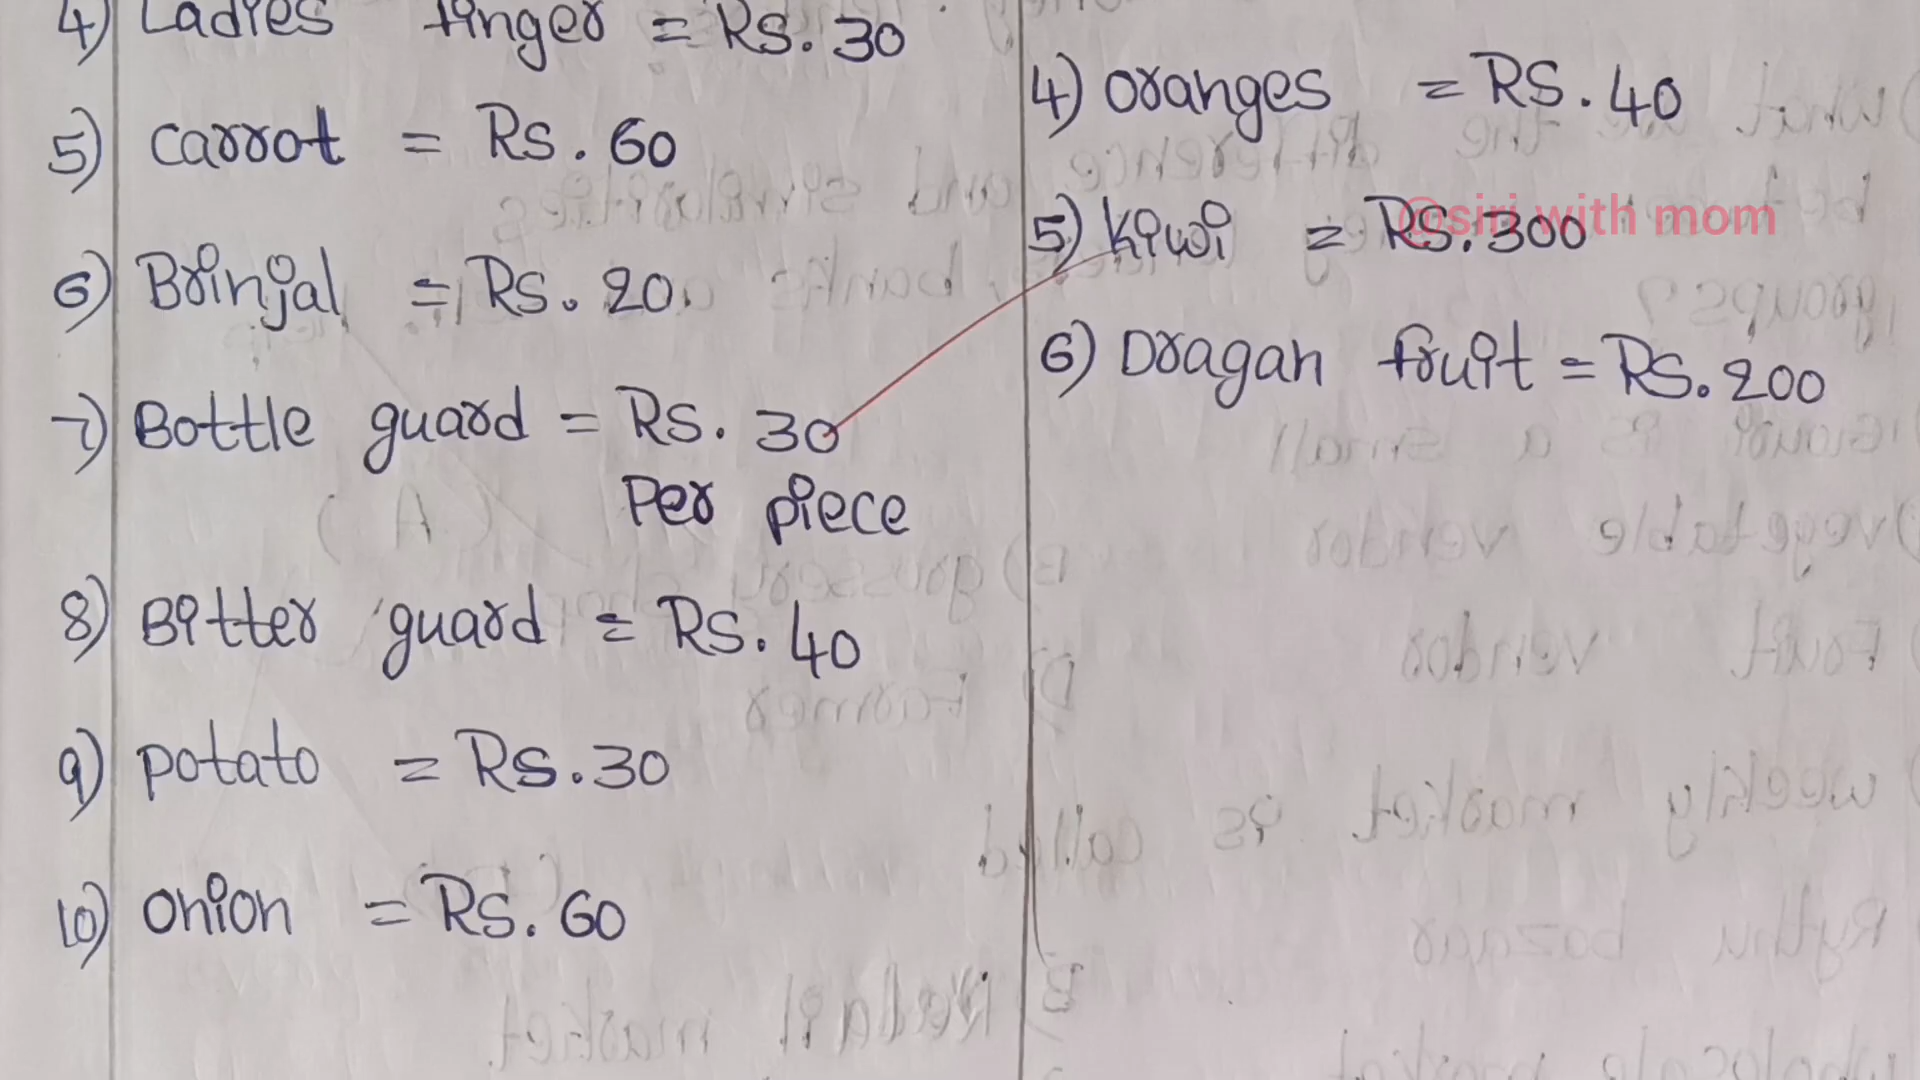 4) Ladies finger = Rs. 30
5) carrot = Rs. 60
6) Brinjal = Rs. 20
7) Bottle guard = Rs. 30
Per piece
8) Bitter guard = Rs. 40
9) potato = Rs. 30
10) onion = Rs. 60
4) oranges = Rs. 40
5) kiwi = Rs. 300
@siri with mom
6) Dragan fruit = Rs. 200